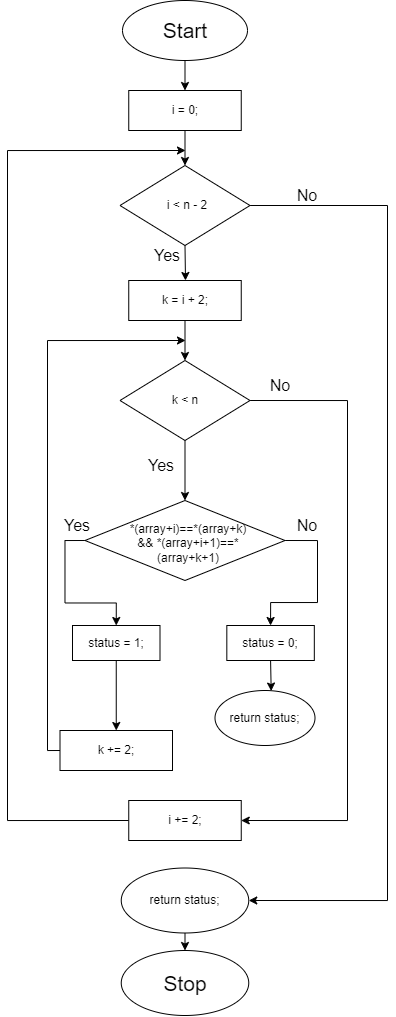 Start
i = 0;
i < n - 2
No
Yes
k = i + 2;
k < n
No
Yes
Yes
*(array+i)==*(array+k)
&& *(array+i+1)==*
(array+k+1)
No
status = 1;
status = 0;
return status;
k += 2;
i += 2;
return status;
Stop